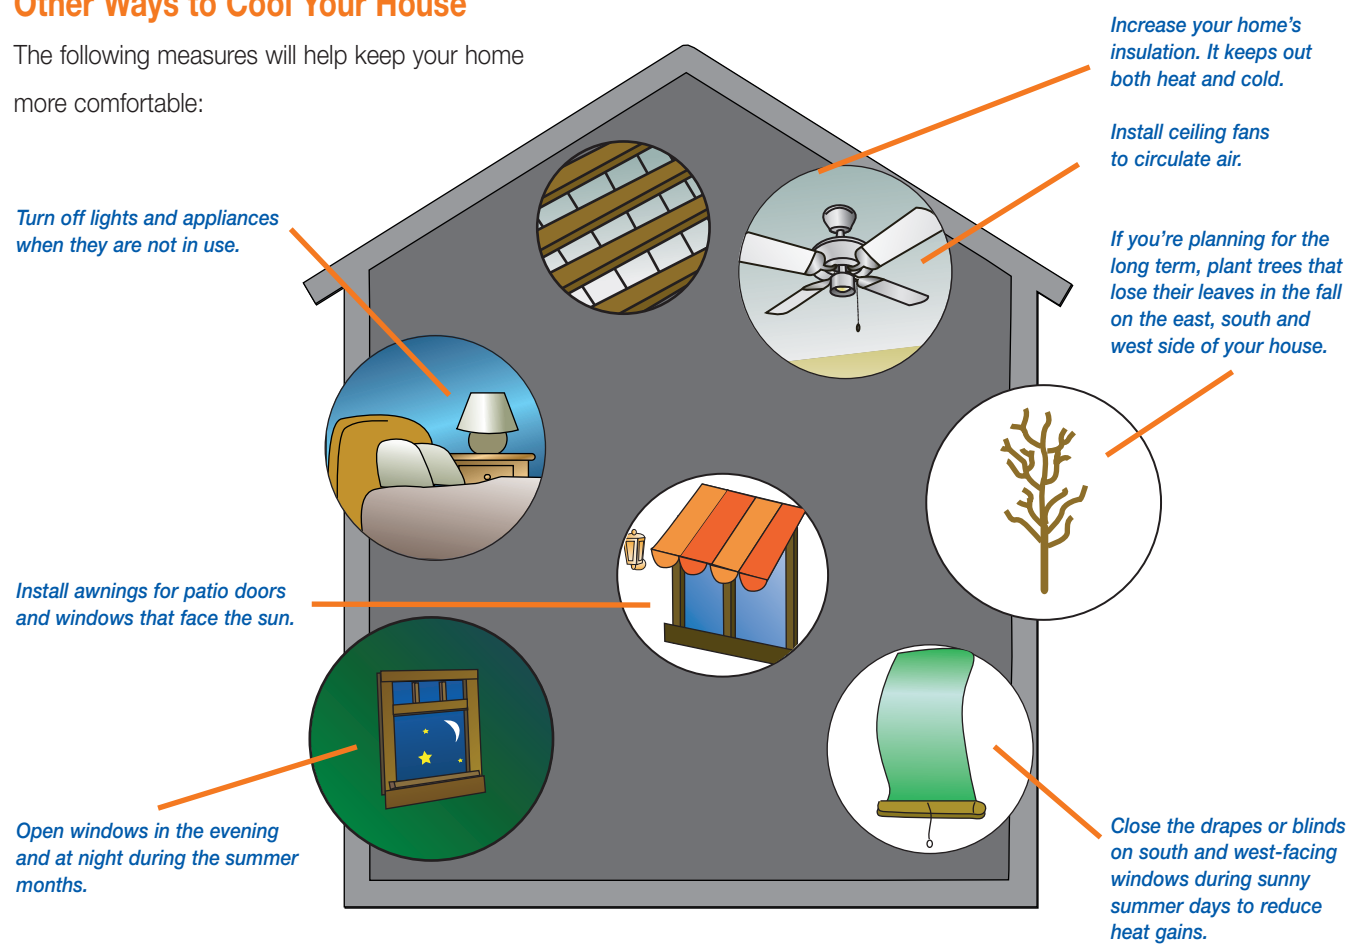 Other Ways to Cool Your House
The following measures will help keep your home
more comfortable:
Increase your home's
insulation. It keeps out
both heat and cold.
Install ceiling fans
to circulate air.
If you're planning for the
long term, plant trees that
lose their leaves in the fall
on the east, south and
west side of your house.
Turn off lights and appliances
when they are not in use.
Install awnings for patio doors
and windows that face the sun.
Open windows in the evening
and at night during the summer
months.
Close the drapes or blinds
on south and west-facing
windows during sunny
summer days to reduce
heat gains.